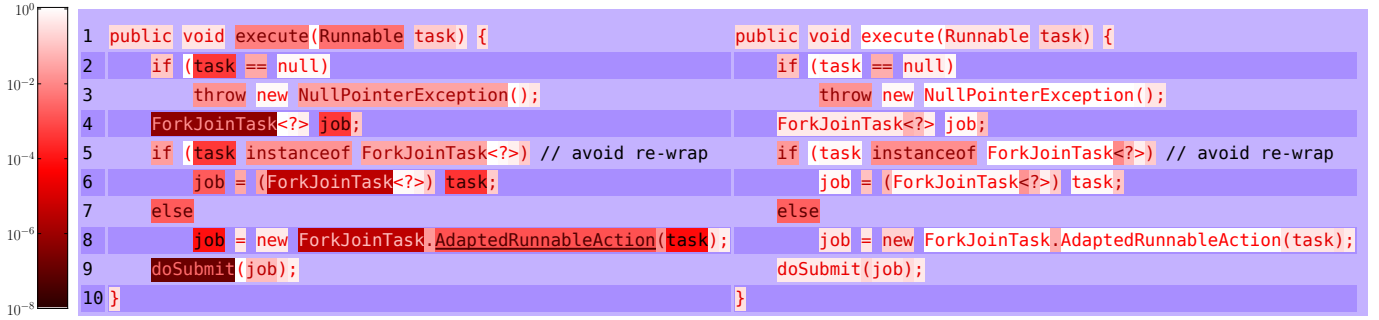 10⁰
10⁻²
10⁻⁴
10⁻⁶
10⁻⁸
1 public void execute(Runnable task) {
2 if (task == null)
3 throw new NullPointerException();
4 ForkJoinTask<?> job;
5 if (task instanceof ForkJoinTask<?>) // avoid re-wrap
6 job = (ForkJoinTask<?>) task;
7 else
8 job = new ForkJoinTask.AdaptedRunnableAction(task);
9 doSubmit(job);
10 }
public void execute(Runnable task) {
if (task == null)
throw new NullPointerException();
ForkJoinTask<?> job;
if (task instanceof ForkJoinTask<?>) // avoid re-wrap
job = (ForkJoinTask<?>) task;
else
job = new ForkJoinTask.AdaptedRunnableAction(task);
doSubmit(job);
}